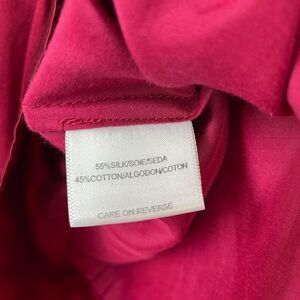 55%SILK/SOIE/SEDA
45%COTTON/ALGODON/COTON
CARE ON REVERSE